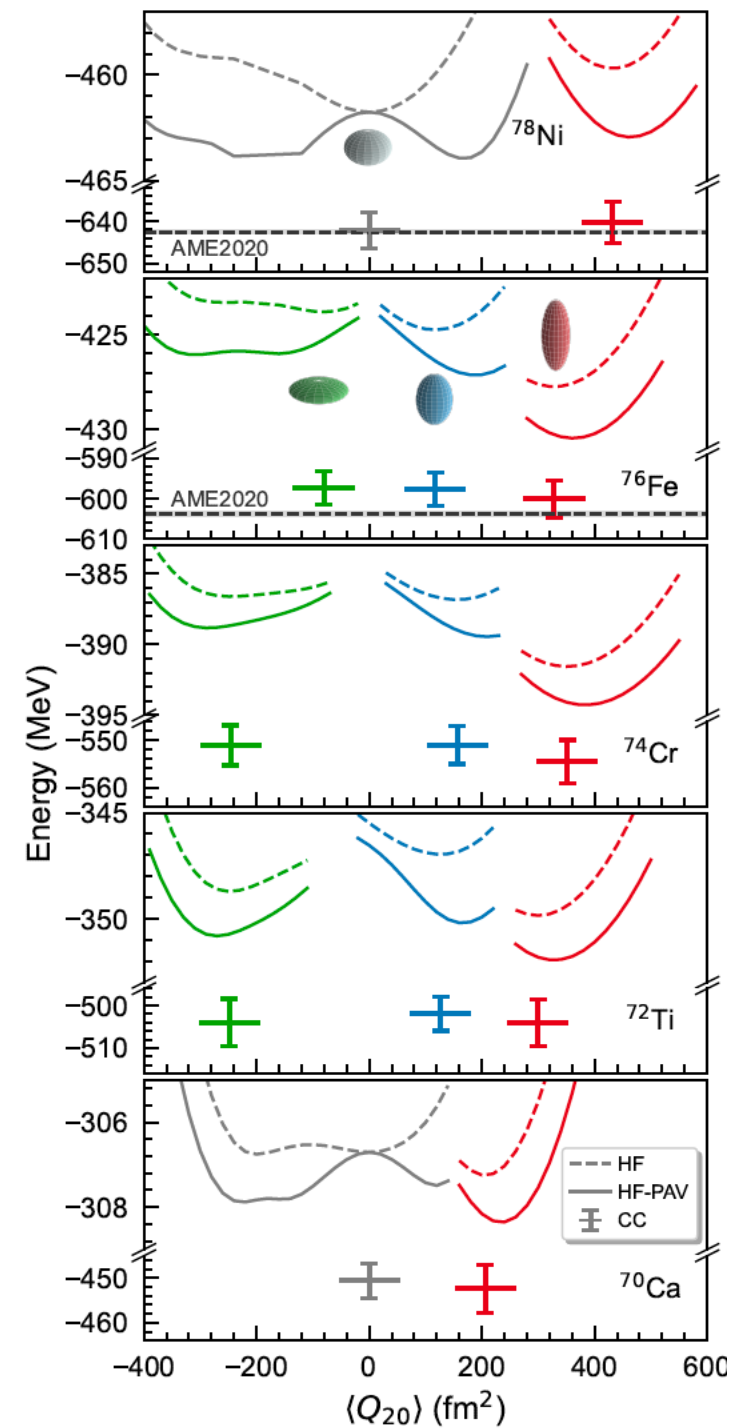 −460
−465
−640
−650
78Ni
AME2020
−425
−430
−590
−600
−610
76Fe
AME2020
−385
−390
−395
−550
−560
74Cr
Energy (MeV)
−345
−350
−500
−510
72Ti
−306
−308
−450
−460
HF
HF-PAV
CC
70Ca
−400 −200 0 200 400 600
⟨Q20⟩ (fm²)